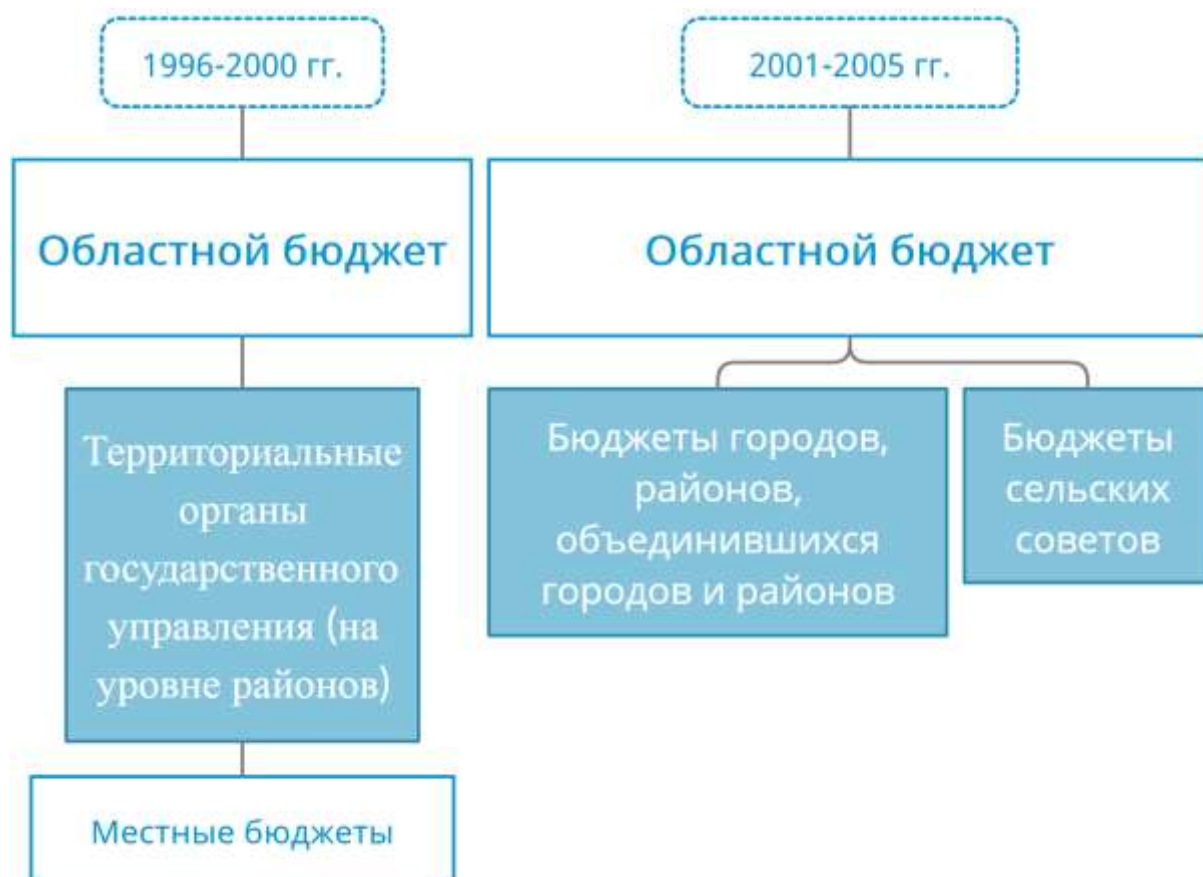 1996-2000 гг.
Областной бюджет
Территориальные
органы
государственного
управления (на
уровне районов)
Местные бюджеты
2001-2005 гг.
Областной бюджет
Бюджеты городов,
районов,
объединившихся
городов и районов
Бюджеты
сельских
советов